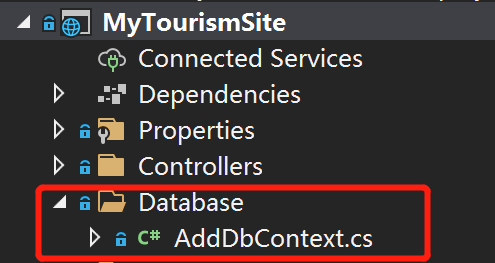 MyTourismSite
Connected Services
Dependencies
Properties
Controllers
Database
C# AddDbContext.cs